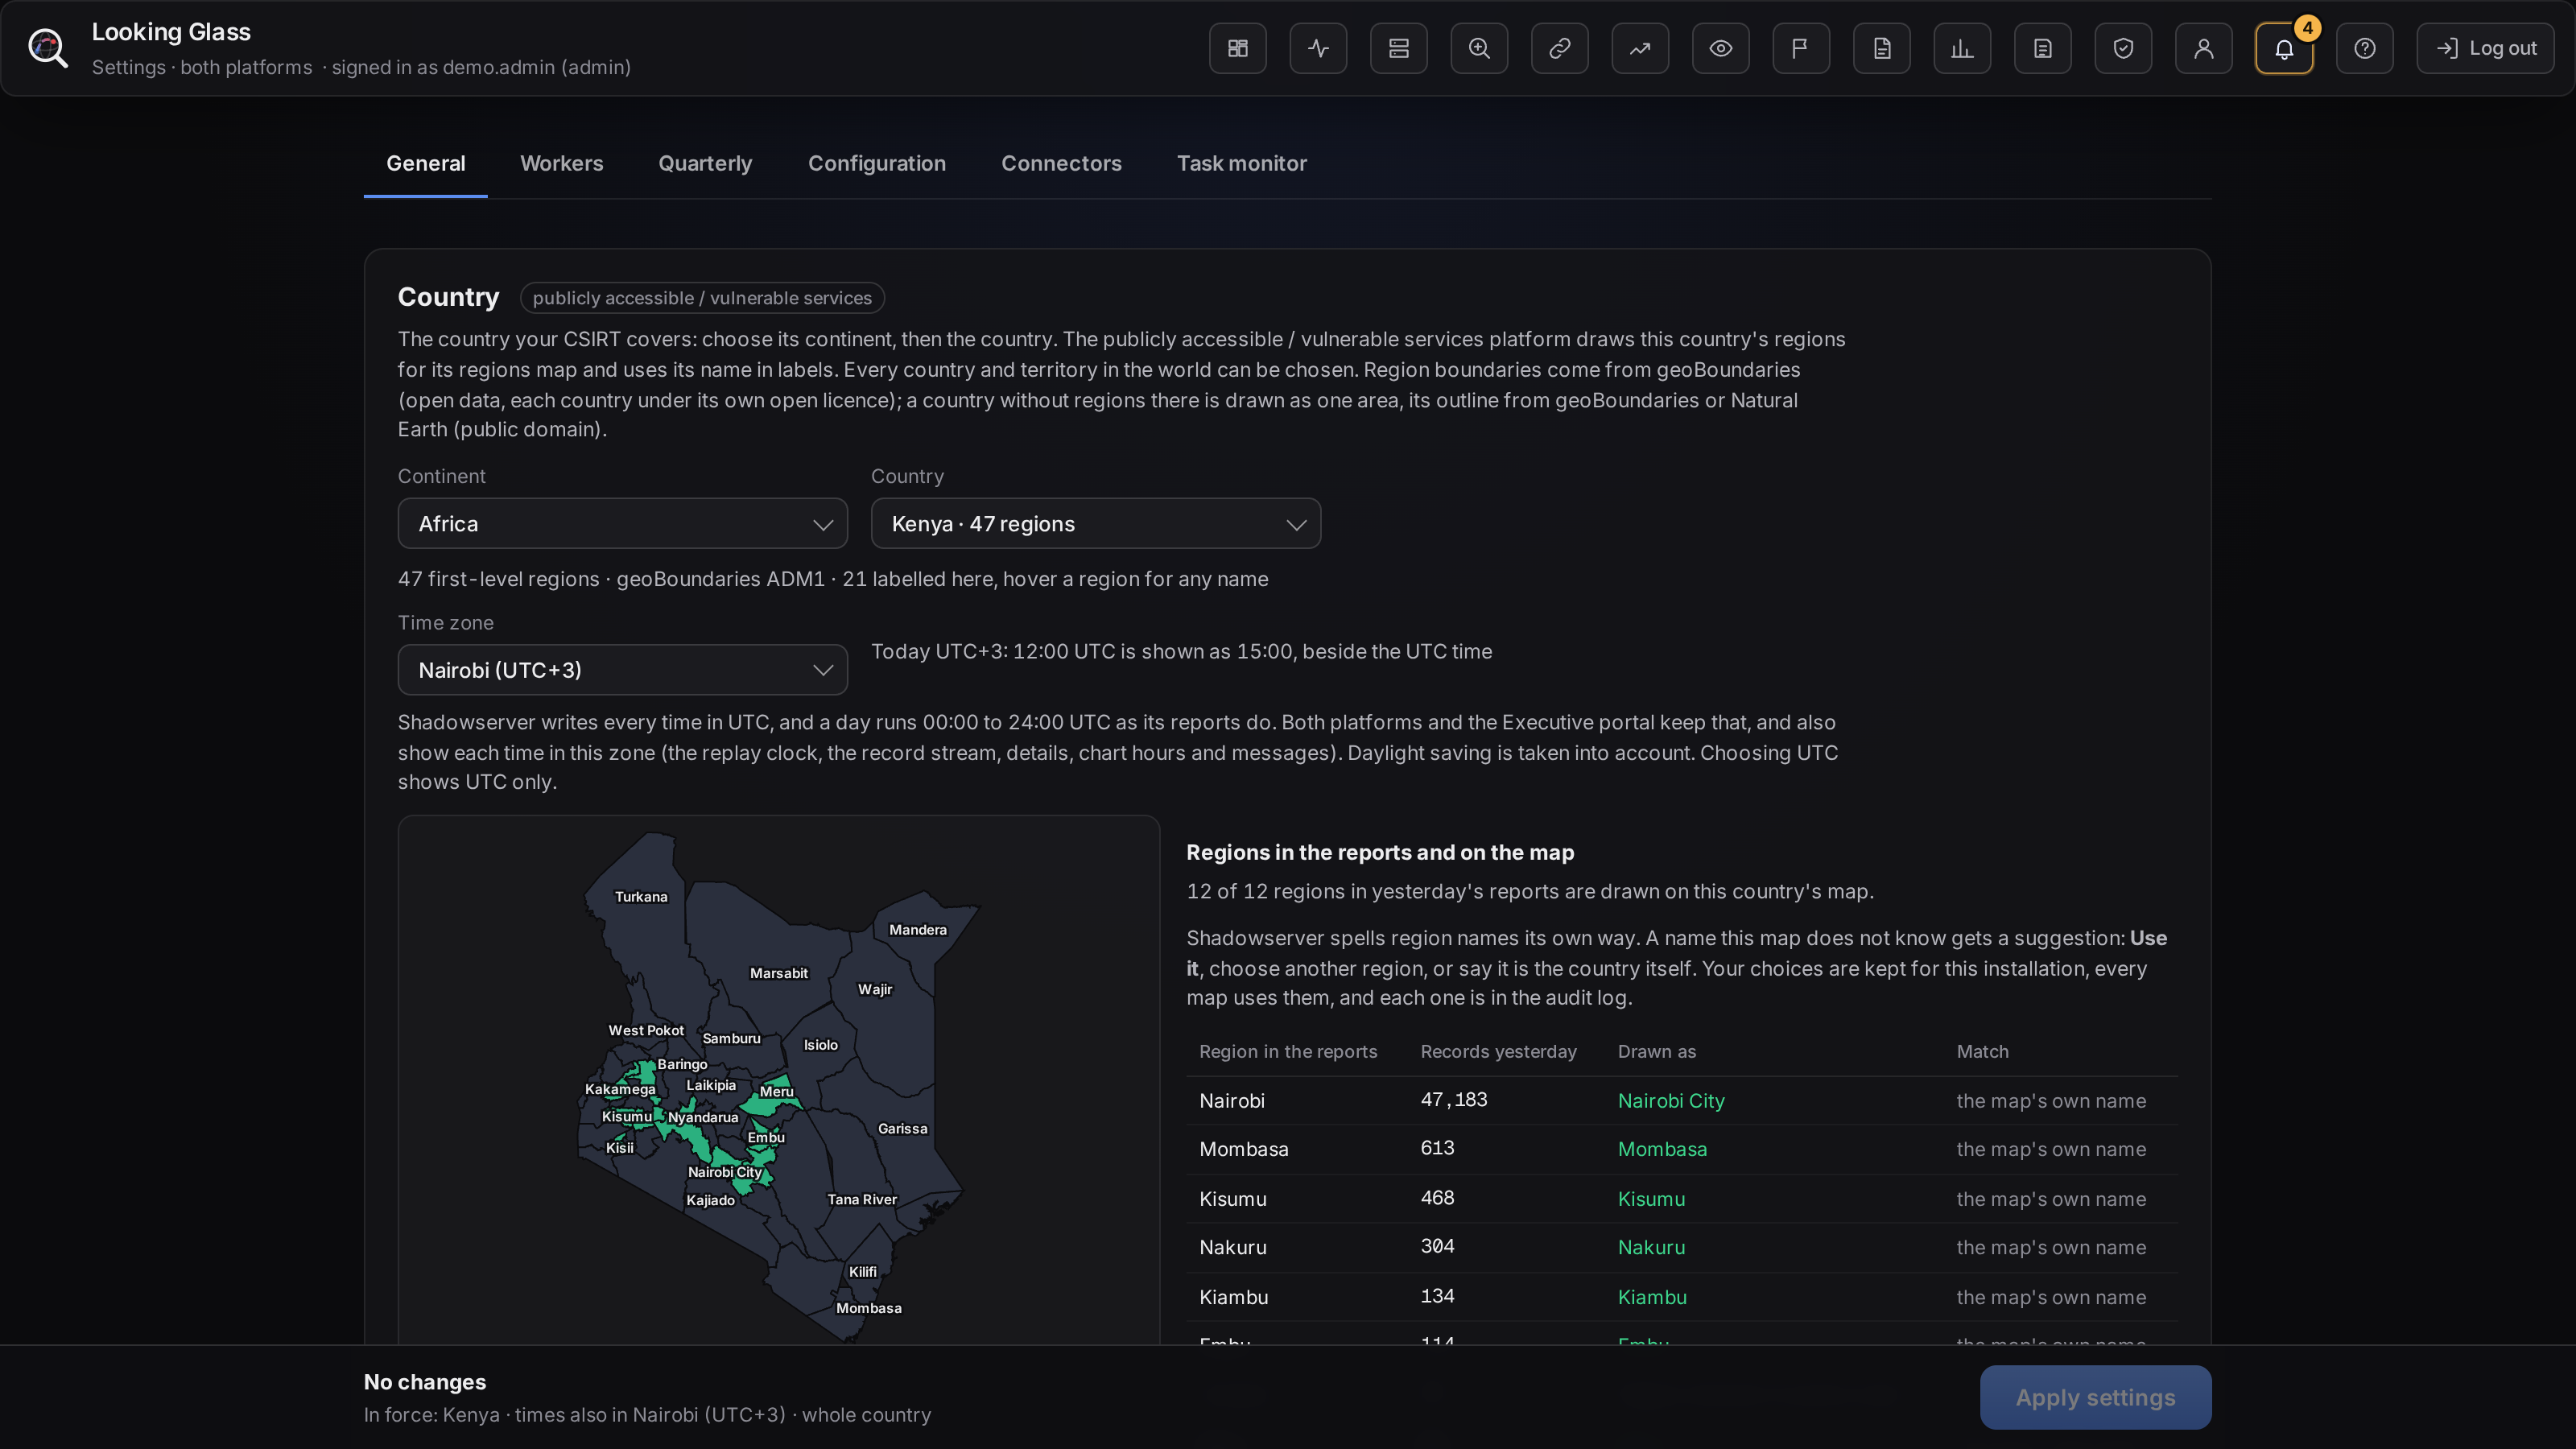 Looking Glass
Settings · both platforms · signed in as demo.admin (admin)
4
Log out
General
Workers
Quarterly
Configuration
Connectors
Task monitor
Country
publicly accessible / vulnerable services
The country your CSIRT covers: choose its continent, then the country. The publicly accessible / vulnerable services platform draws this country's regions
for its regions map and uses its name in labels. Every country and territory in the world can be chosen. Region boundaries come from geoBoundaries
(open data, each country under its own open licence); a country without regions there is drawn as one area, its outline from geoBoundaries or Natural
Earth (public domain).
Continent
Country
Africa
Kenya · 47 regions
47 first-level regions · geoBoundaries ADM1 · 21 labelled here, hover a region for any name
Time zone
Nairobi (UTC+3)
Today UTC+3: 12:00 UTC is shown as 15:00, beside the UTC time
Shadowserver writes every time in UTC, and a day runs 00:00 to 24:00 UTC as its reports do. Both platforms and the Executive portal keep that, and also
show each time in this zone (the replay clock, the record stream, details, chart hours and messages). Daylight saving is taken into account. Choosing UTC
shows UTC only.
Turkana
Mandera
Marsabit
Wajir
West Pokot
Samburu
Isiolo
Baringo
Kakamega
Laikipia
Meru
Kisumu
Nyandarua
Garissa
Embu
Kisii
Nairobi City
Kajiado
Tana River
Kilifi
Mombasa
Regions in the reports and on the map
12 of 12 regions in yesterday's reports are drawn on this country's map.
Shadowserver spells region names its own way. A name this map does not know gets a suggestion: Use
it, choose another region, or say it is the country itself. Your choices are kept for this installation, every
map uses them, and each one is in the audit log.
Region in the reports Records yesterday Drawn as Match
Nairobi 47,183 Nairobi City the map's own name
Mombasa 613 Mombasa the map's own name
Kisumu 468 Kisumu the map's own name
Nakuru 304 Nakuru the map's own name
Kiambu 134 Kiambu the map's own name
Embu 114 Embu the map's own name
No changes
In force: Kenya · times also in Nairobi (UTC+3) · whole country
Apply settings